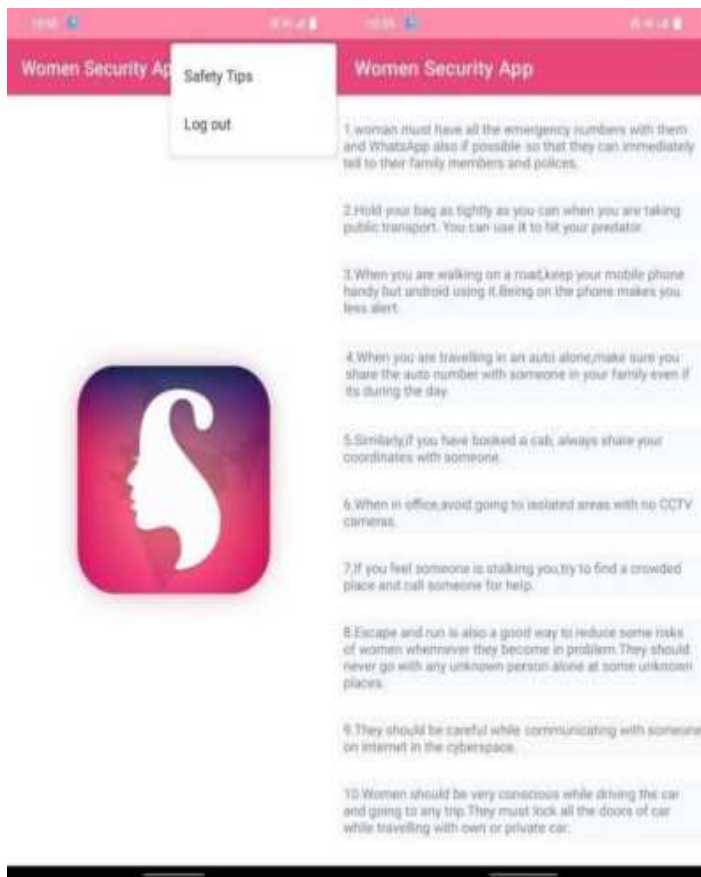 Women Security Ap
Safety Tips
Log out
Women Security App
1.woman must have all the emergency numbers with them
and WhatsApp also if possible so that they can immediately
tell to their family members and polices.
2.Hold your bag as tightly as you can when you are taking
public transport. You can use it to hit your predator.
3.When you are walking on a road,keep your mobile phone
handy but android using it.Being on the phone makes you
less alert.
4.When you are travelling in an auto alone,make sure you
share the auto number with someone in your family even if
its during the day.
5.Similarly,if you have booked a cab, always share your
coordinates with someone.
6.When in office,avoid going to isolated areas with no CCTV
cameras.
7.If you feel someone is stalking you,try to find a crowded
place and call someone for help.
8.Escape and run is also a good way to reduce some risks
of women whennever they become in problem.They should
never go with any unknown person alone at some unknown
places.
9.They should be careful while communicating with someone
on internet in the cyberspace.
10.Women should be very conscious while driving the car
and going to any trip.They must lock all the doors of car
while travelling with own or private car.